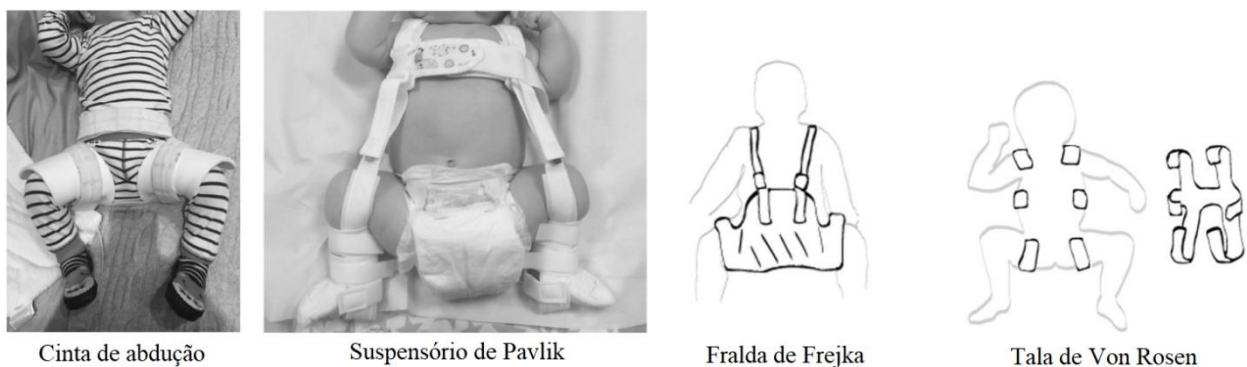 Cinta de abdução
Suspensório de Pavlik
Fralda de Frejka
Tala de Von Rosen